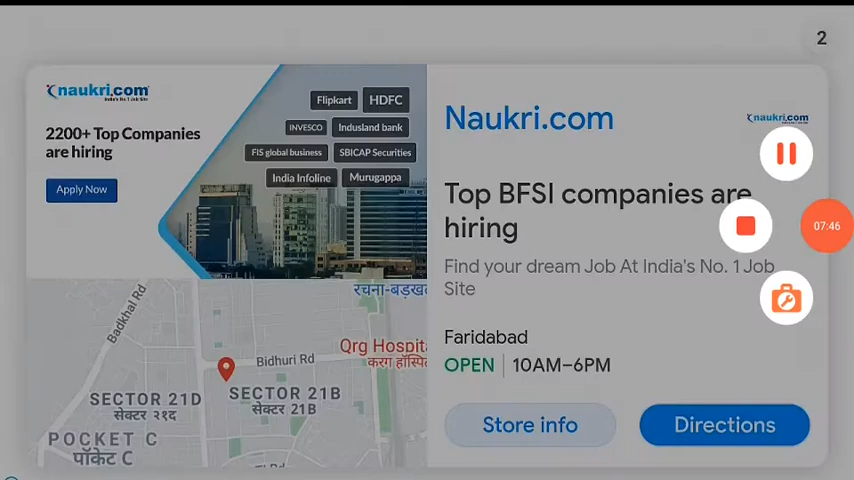 2
naukri.com
India's No.1 Job Site
2200+ Top Companies
are hiring
Apply Now
Flipkart
HDFC
INVESCO
Indusland bank
FIS global business
SBICAP Securities
India Infoline
Murugappa
Naukri.com
naukri.com
Top BFSI companies are
hiring
Find your dream Job At India's No. 1 Job
Site
Faridabad
OPEN | 10AM–6PM
Store info
Directions
07:46
रचना-बड़ख
Badkhal Rd
Qrg Hospit
करग हॉस्पि
Bidhuri Rd
SECTOR 21D
सेक्टर २१द
SECTOR 21B
सेक्टर 21B
POCKET C
पॉकेट C